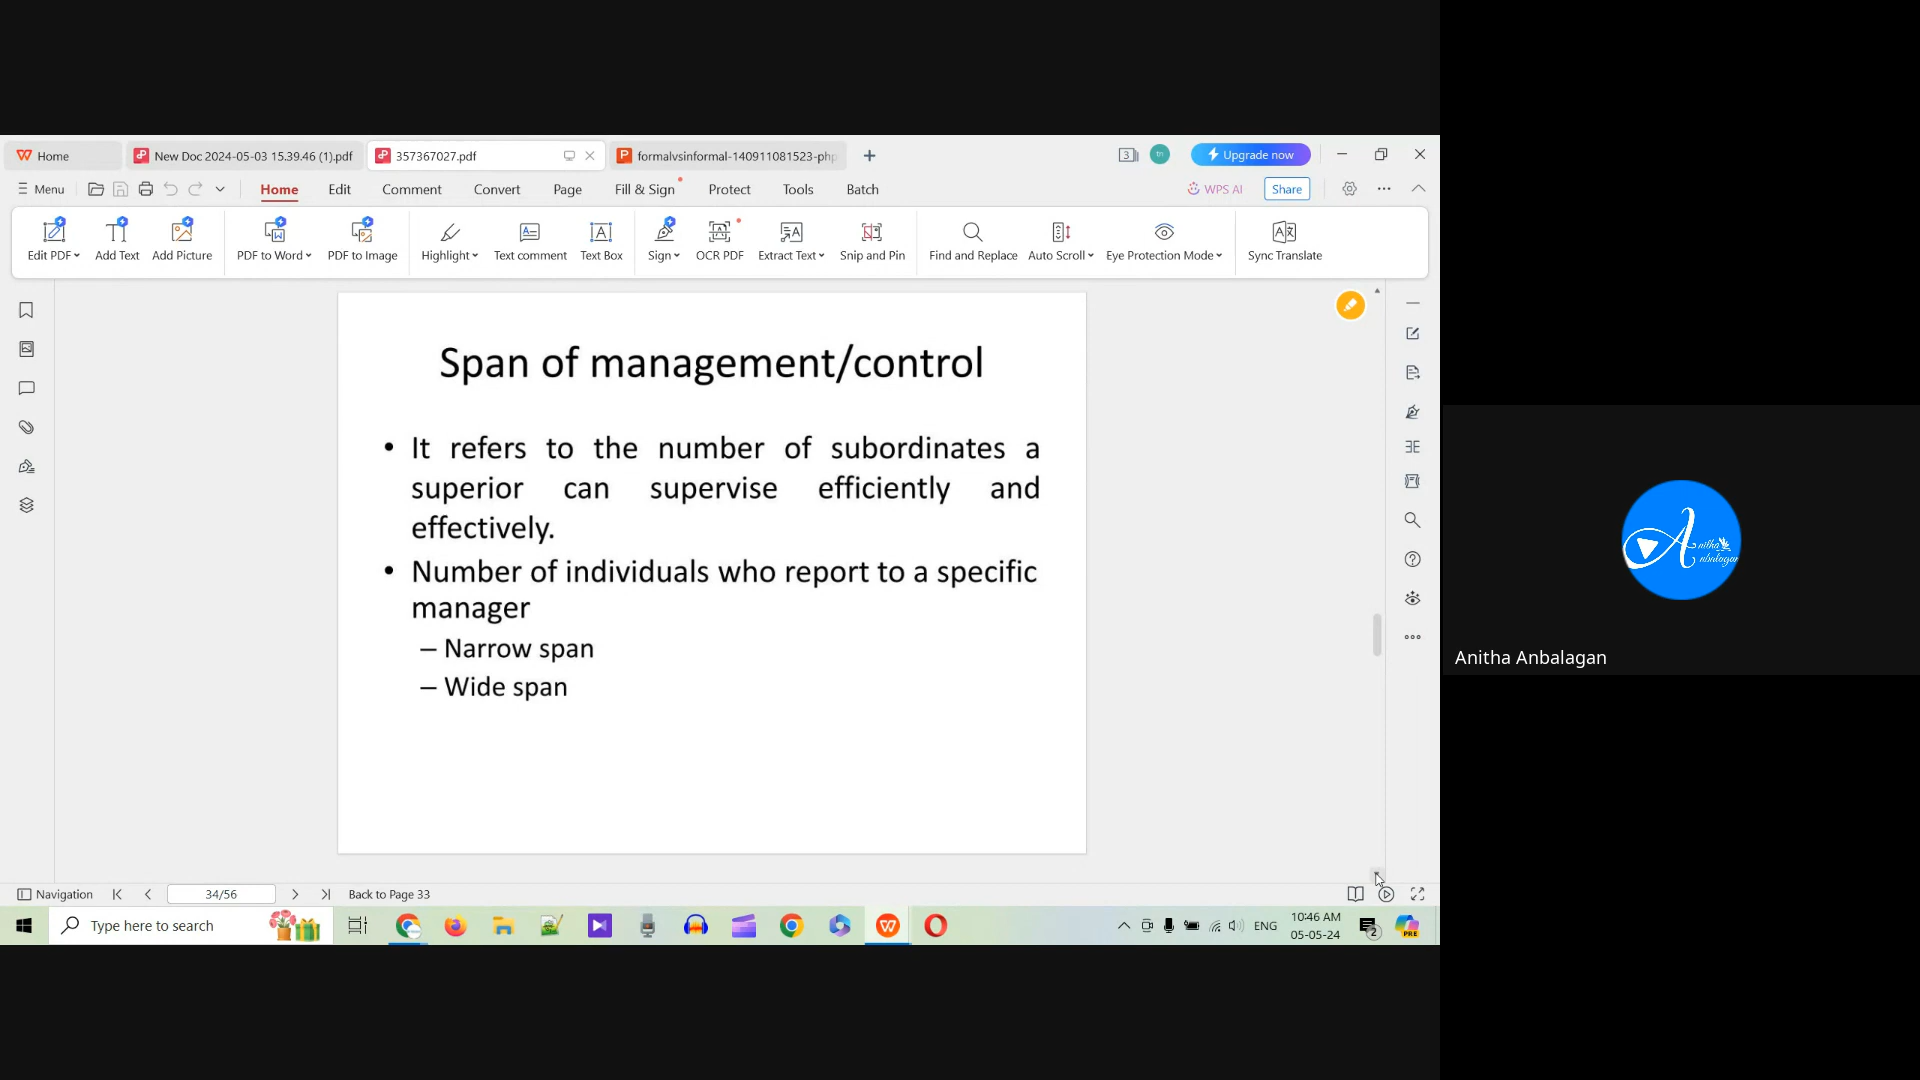 Home
New Doc 2024-05-03 15.39.46 (1).pdf
357367027.pdf
formalvsinformal-140911081523-php
3
Upgrade now
Menu
Home
Edit
Comment
Convert
Page
Fill & Sign
Protect
Tools
Batch
WPS AI
Share
Edit PDF
Add Text
Add Picture
PDF to Word
PDF to Image
Highlight
Text comment
Text Box
Sign
OCR PDF
Extract Text
Snip and Pin
Find and Replace
Auto Scroll
Eye Protection Mode
Sync Translate
Span of management/control
• It refers to the number of subordinates a
superior can supervise efficiently and
effectively.
• Number of individuals who report to a specific
manager
– Narrow span
– Wide span
Anitha Anbalagan
Navigation
34/56
Back to Page 33
Type here to search
ENG
10:46 AM
05-05-24
2
PRE